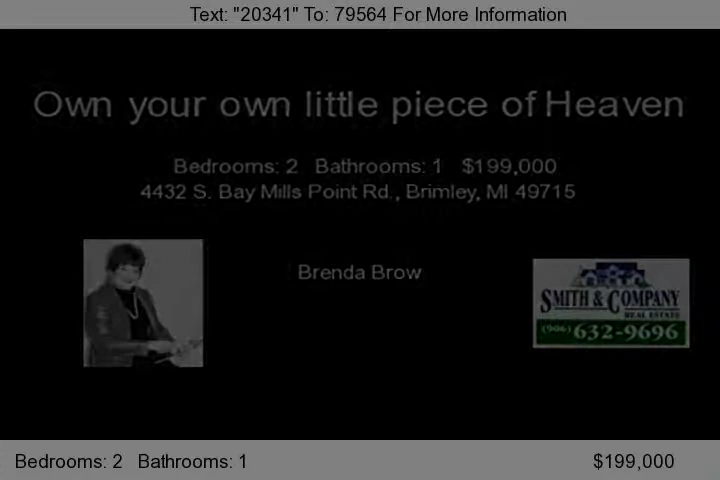 Text: "20341" To: 79564 For More Information
Own your own little piece of Heaven
Bedrooms: 2 Bathrooms: 1 $199,000
4432 S. Bay Mills Point Rd., Brimley, MI 49715
Brenda Brow
SMITH & COMPANY
REAL ESTATE
(906) 632-9696
Bedrooms: 2 Bathrooms: 1 $199,000